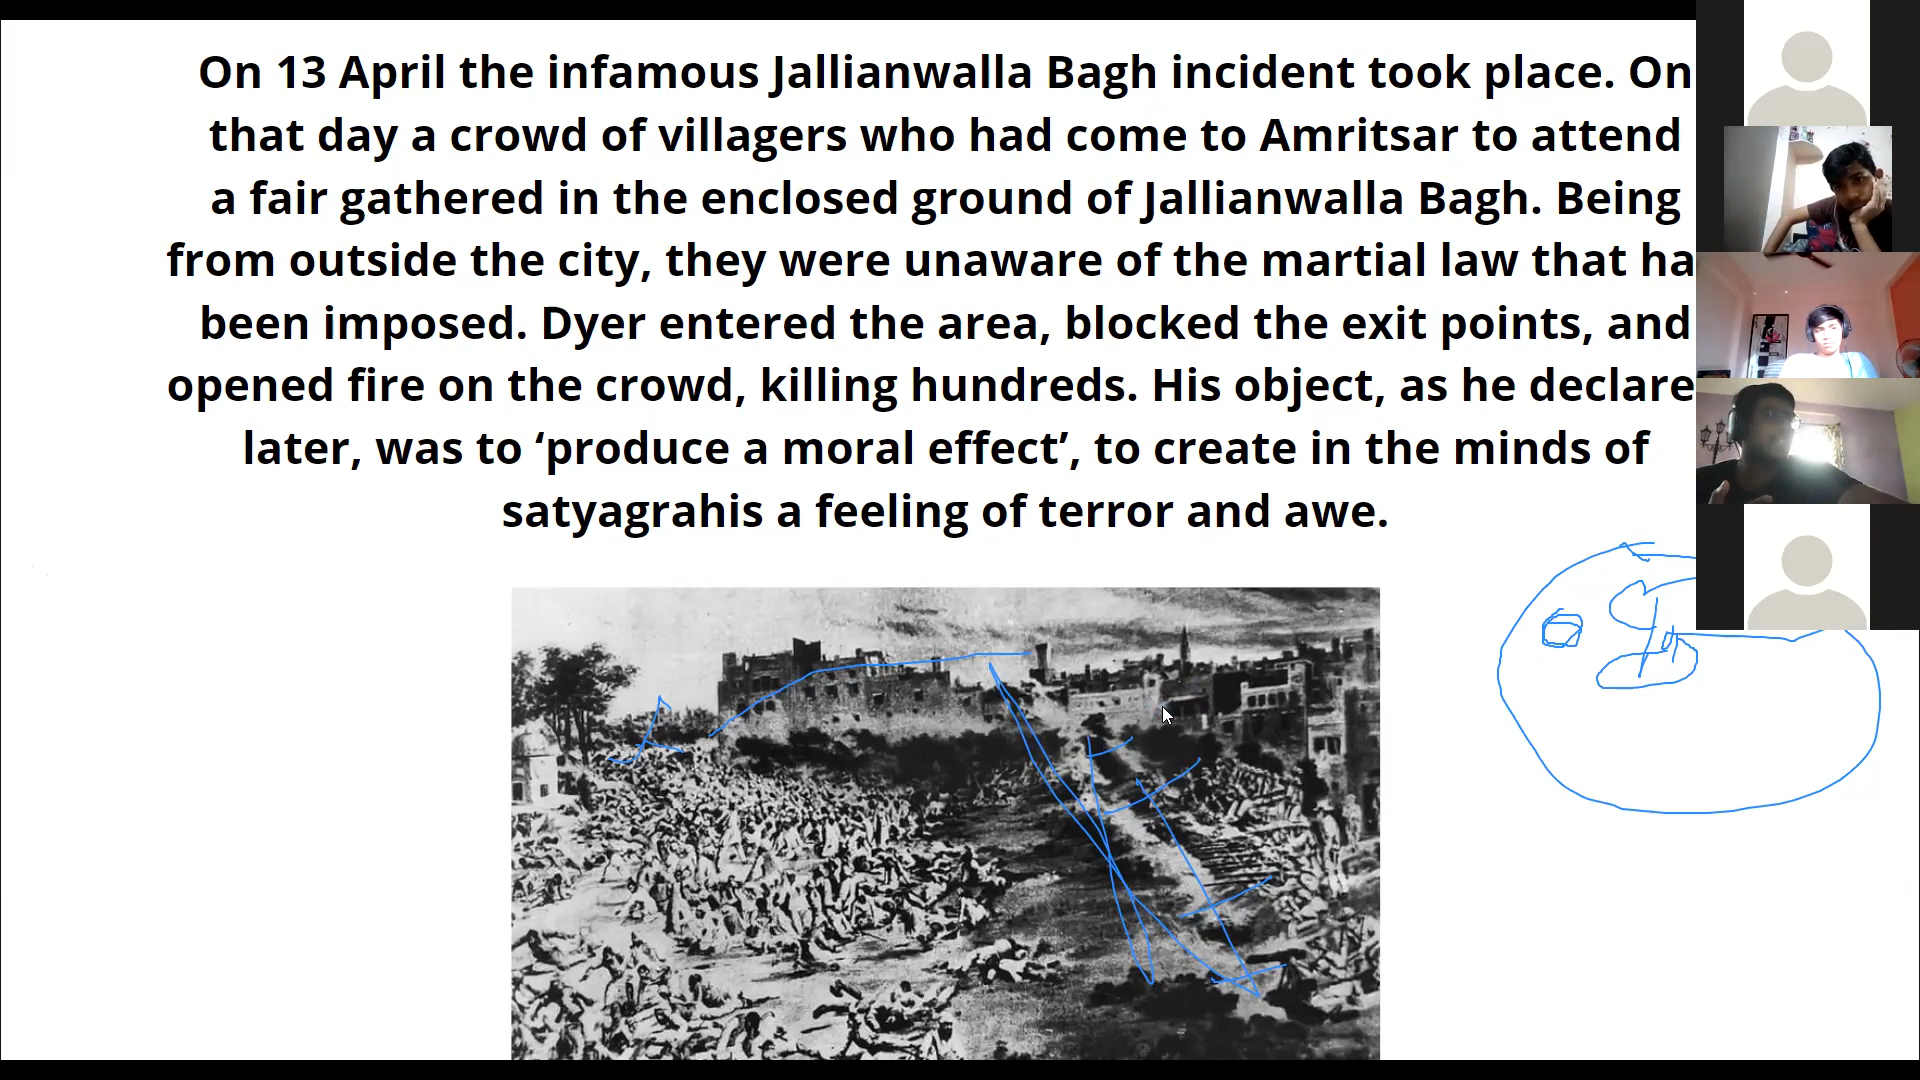 On 13 April the infamous Jallianwalla Bagh incident took place. On
that day a crowd of villagers who had come to Amritsar to attend
a fair gathered in the enclosed ground of Jallianwalla Bagh. Being
from outside the city, they were unaware of the martial law that ha
been imposed. Dyer entered the area, blocked the exit points, and
opened fire on the crowd, killing hundreds. His object, as he declare
later, was to ‘produce a moral effect’, to create in the minds of
satyagrahis a feeling of terror and awe.